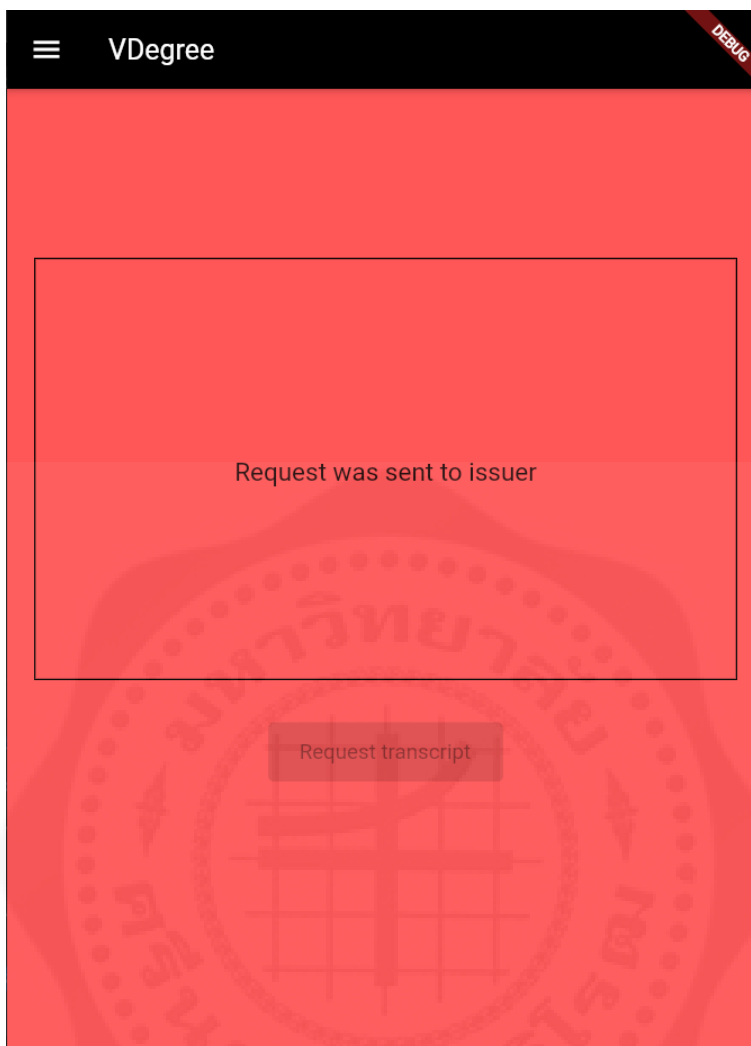 VDegree
DEBUG
Request was sent to issuer
มหาวิทยาลัย
Request transcript